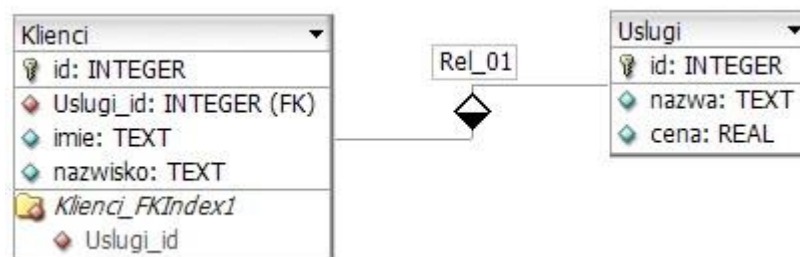 Klienci
id: INTEGER
Uslugi_id: INTEGER (FK)
imie: TEXT
nazwisko: TEXT
Klienci_FKIndex1
Uslugi_id
Rel_01
Uslugi
id: INTEGER
nazwa: TEXT
cena: REAL